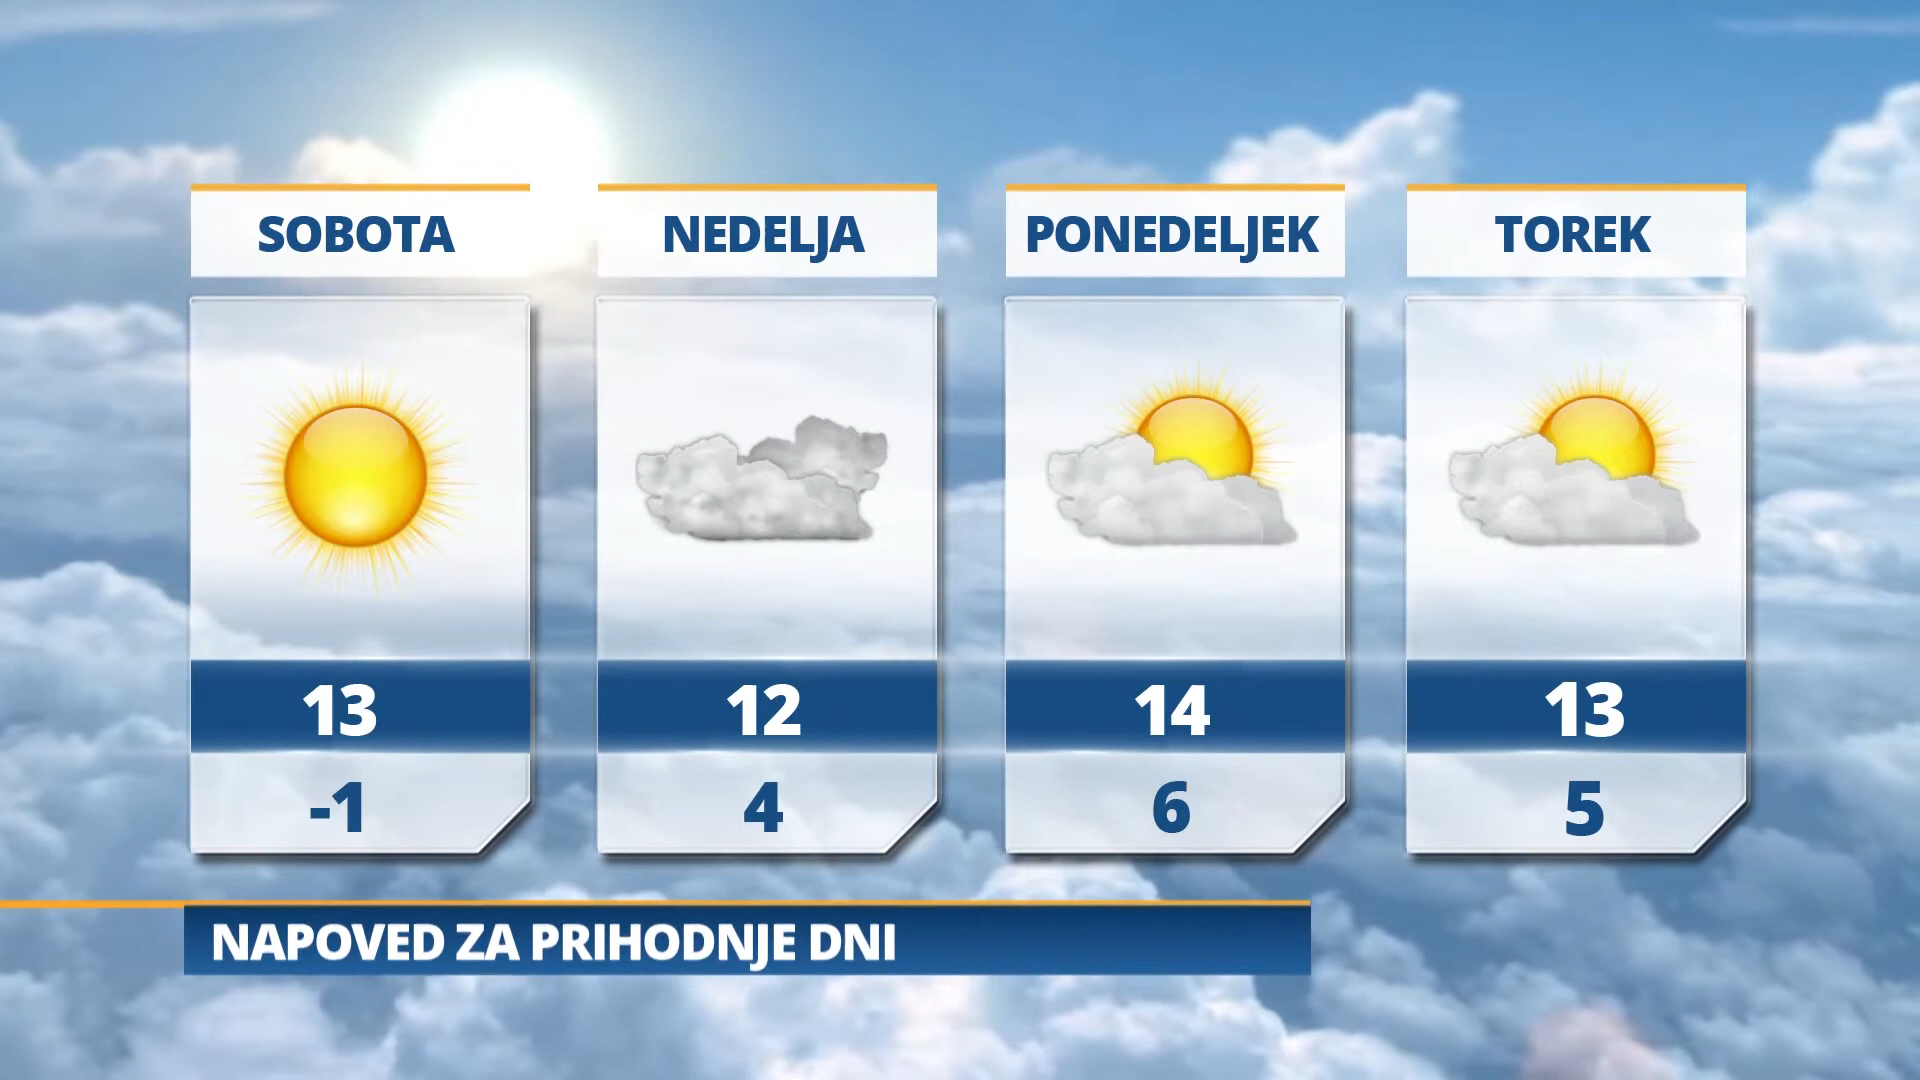 SOBOTA
NEDELJA
PONEDELJEK
TOREK
13
12
14
13
-1
4
6
5
NAPOVED ZA PRIHODNJE DNI